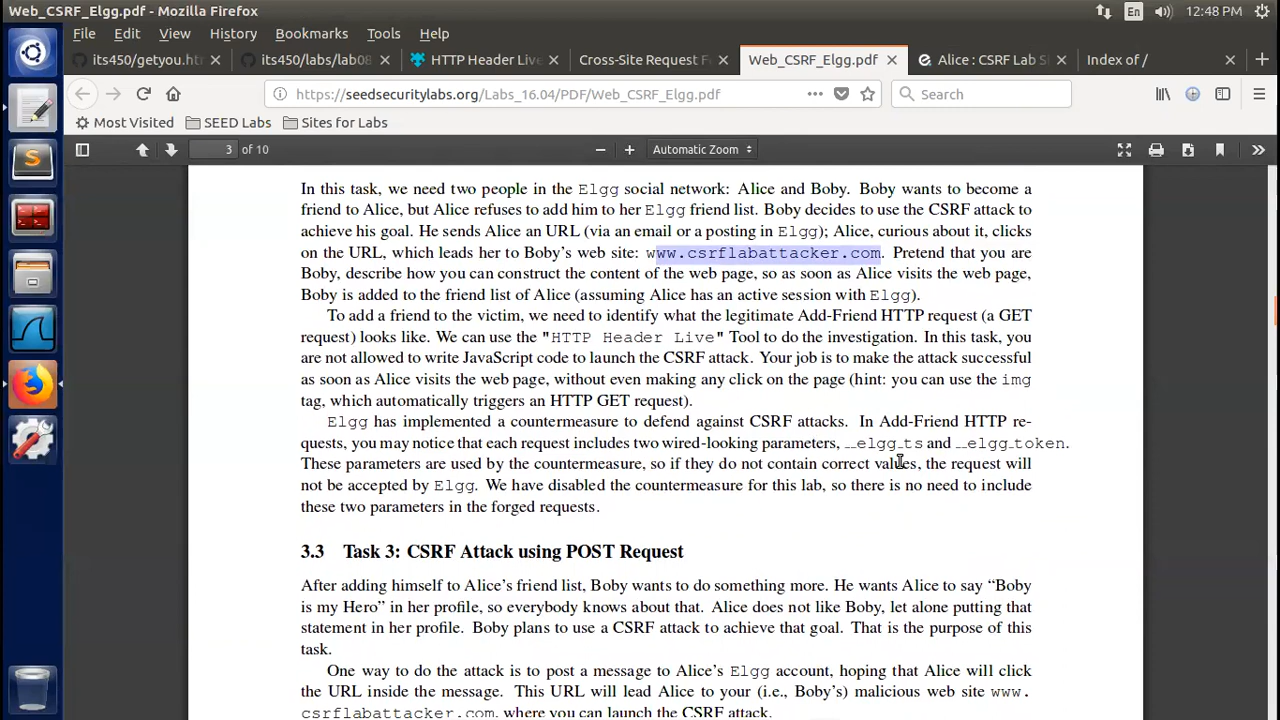 Web_CSRF_Elgg.pdf - Mozilla Firefox
En
12:48 PM
File Edit View History Bookmarks Tools Help
its450/getyou.ht
its450/labs/lab08
HTTP Header Live
Cross-Site Request F
Web_CSRF_Elgg.pdf
Alice : CSRF Lab S
Index of /
https://seedsecuritylabs.org/Labs_16.04/PDF/Web_CSRF_Elgg.pdf
Search
Most Visited
SEED Labs
Sites for Labs
3 of 10
Automatic Zoom
In this task, we need two people in the Elgg social network: Alice and Boby. Boby wants to become a
friend to Alice, but Alice refuses to add him to her Elgg friend list. Boby decides to use the CSRF attack to
achieve his goal. He sends Alice an URL (via an email or a posting in Elgg); Alice, curious about it, clicks
on the URL, which leads her to Boby's web site: www.csrflabattacker.com. Pretend that you are
Boby, describe how you can construct the content of the web page, so as soon as Alice visits the web page,
Boby is added to the friend list of Alice (assuming Alice has an active session with Elgg).
To add a friend to the victim, we need to identify what the legitimate Add-Friend HTTP request (a GET
request) looks like. We can use the "HTTP Header Live" Tool to do the investigation. In this task, you
are not allowed to write JavaScript code to launch the CSRF attack. Your job is to make the attack successful
as soon as Alice visits the web page, without even making any click on the page (hint: you can use the img
tag, which automatically triggers an HTTP GET request).
Elgg has implemented a countermeasure to defend against CSRF attacks. In Add-Friend HTTP re-
quests, you may notice that each request includes two wired-looking parameters, __elgg_ts and __elgg_token.
These parameters are used by the countermeasure, so if they do not contain correct values, the request will
not be accepted by Elgg. We have disabled the countermeasure for this lab, so there is no need to include
these two parameters in the forged requests.
3.3 Task 3: CSRF Attack using POST Request
After adding himself to Alice's friend list, Boby wants to do something more. He wants Alice to say “Boby
is my Hero” in her profile, so everybody knows about that. Alice does not like Boby, let alone putting that
statement in her profile. Boby plans to use a CSRF attack to achieve that goal. That is the purpose of this
task.
One way to do the attack is to post a message to Alice's Elgg account, hoping that Alice will click
the URL inside the message. This URL will lead Alice to your (i.e., Boby's) malicious web site www.
csrflabattacker.com, where you can launch the CSRF attack.